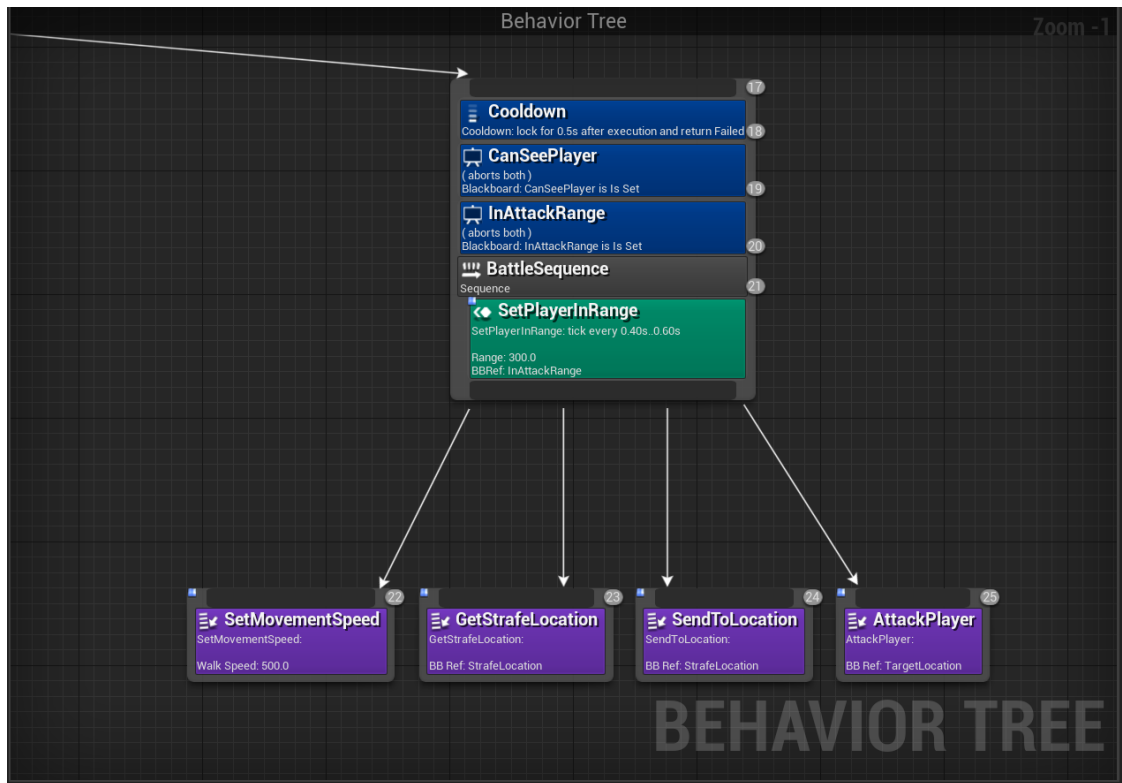 Behavior Tree
Zoom -1
17
Cooldown
Cooldown: lock for 0.5s after execution and return Failed
18
CanSeePlayer
( aborts both )
Blackboard: CanSeePlayer is Is Set
19
InAttackRange
( aborts both )
Blackboard: InAttackRange is Is Set
20
BattleSequence
Sequence
21
SetPlayerInRange
SetPlayerInRange: tick every 0.40s..0.60s
Range: 300.0
BBRef: InAttackRange
22
SetMovementSpeed
SetMovementSpeed:
Walk Speed: 500.0
23
GetStrafeLocation
GetStrafeLocation:
BB Ref: StrafeLocation
24
SendToLocation
SendToLocation:
BB Ref: StrafeLocation
25
AttackPlayer
AttackPlayer:
BB Ref: TargetLocation
BEHAVIOR TREE